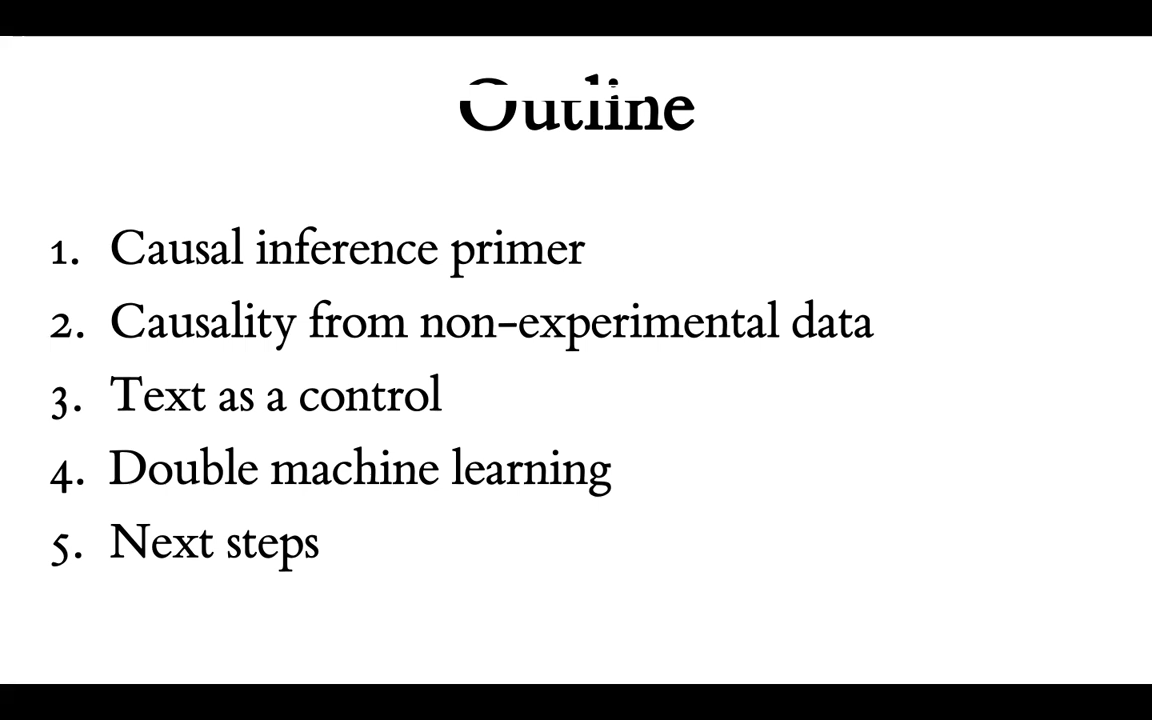 Outline
1. Causal inference primer
2. Causality from non-experimental data
3. Text as a control
4. Double machine learning
5. Next steps